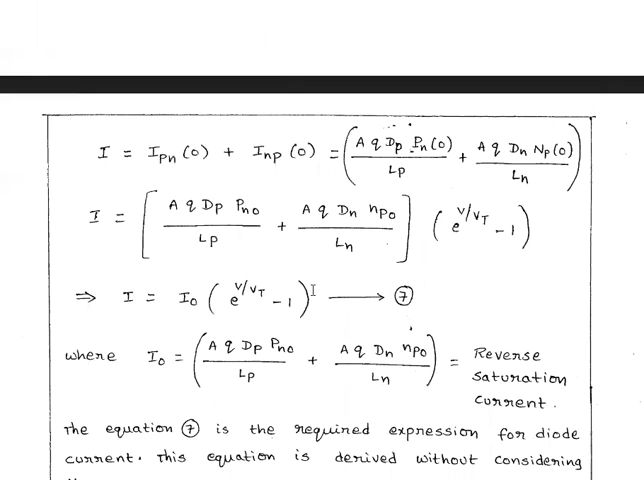 I = Ipn(0) + Inp(0) = (A q Dp Pn(0)/Lp + A q Dn Np(0)/Ln)
I = [A q Dp Pno/Lp + A q Dn npo/Ln] (e^V/VT - 1)
⇒ I = Io (e^V/VT - 1) ⟶ ⑦
where Io = (A q Dp Pno/Lp + A q Dn npo/Ln) = Reverse
saturation
current.
The equation ⑦ is the required expression for diode
current. This equation is derived without considering